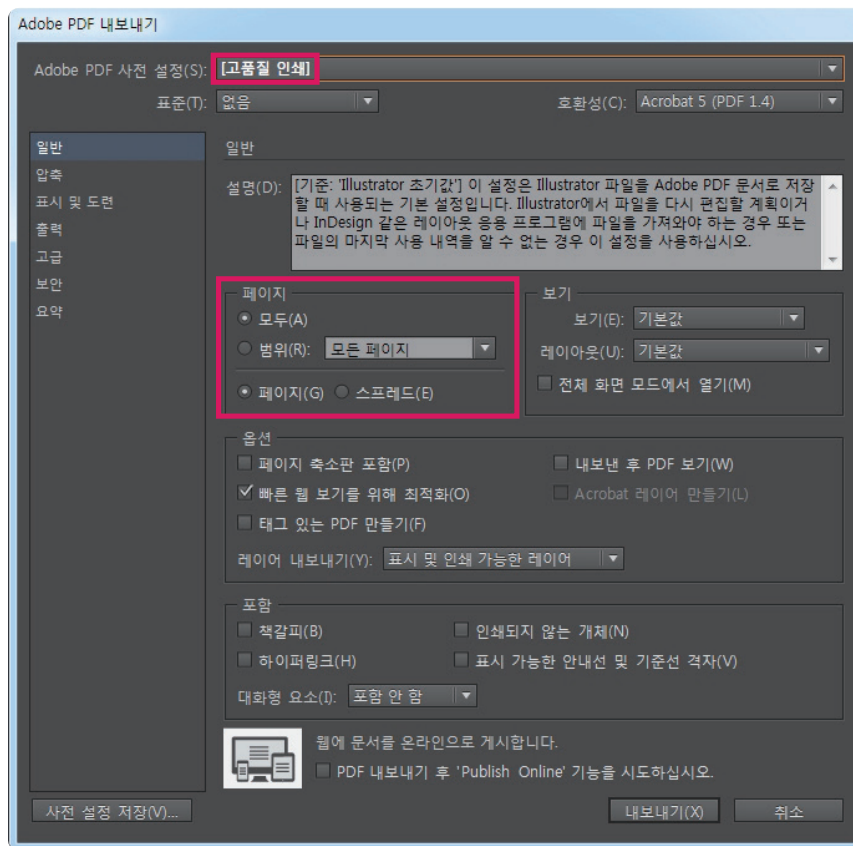 Adobe PDF 내보내기
Adobe PDF 사전 설정(S): [고품질 인쇄]
표준(T): 없음 호환성(C): Acrobat 5 (PDF 1.4)
일반
압축
표시 및 도련
출력
고급
보안
요약
일반
설명(D): [기준: 'Illustrator 초기값'] 이 설정은 Illustrator 파일을 Adobe PDF 문서로 저장
할 때 사용되는 기본 설정입니다. Illustrator에서 파일을 다시 편집할 계획이거
나 InDesign 같은 레이아웃 응용 프로그램에 파일을 가져와야 하는 경우 또는
파일의 마지막 사용 내역을 알 수 없는 경우 이 설정을 사용하십시오.
페이지
모두(A)
범위(R): 모든 페이지
페이지(G) 스프레드(E)
보기
보기(E): 기본값
레이아웃(U): 기본값
전체 화면 모드에서 열기(M)
옵션
페이지 축소판 포함(P) 내보낸 후 PDF 보기(W)
빠른 웹 보기를 위해 최적화(O) Acrobat 레이어 만들기(L)
태그 있는 PDF 만들기(F)
레이어 내보내기(Y): 표시 및 인쇄 가능한 레이어
포함
책갈피(B) 인쇄되지 않는 개체(N)
하이퍼링크(H) 표시 가능한 안내선 및 기준선 격자(V)
대화형 요소(I): 포함 안 함
웹에 문서를 온라인으로 게시합니다.
PDF 내보내기 후 'Publish Online' 기능을 시도하십시오.
사전 설정 저장(V)... 내보내기(X) 취소